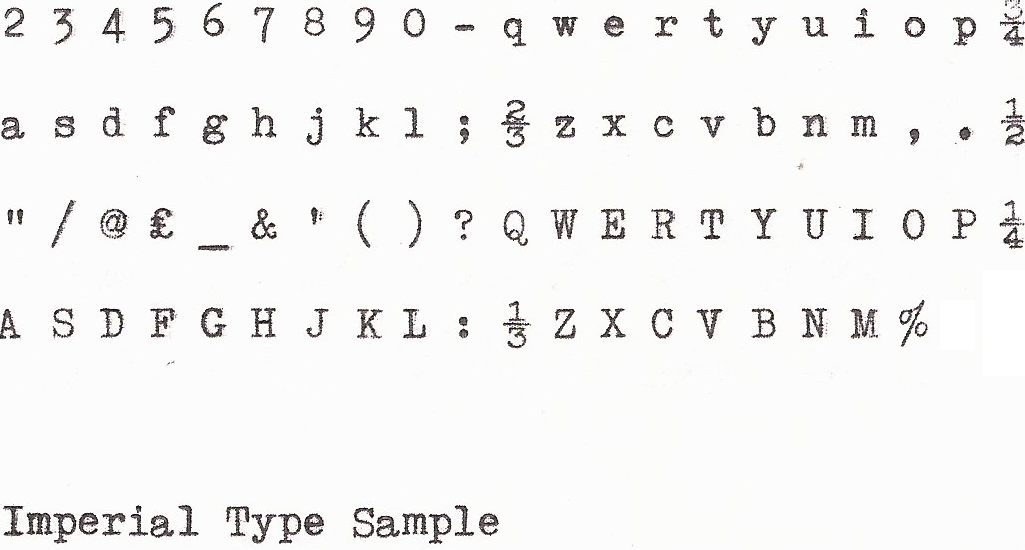 2 3 4 5 6 7 8 9 0 - q w e r t y u i o p ¾
a s d f g h j k l ; ⅔ z x c v b n m , . ½
" / @ £ _ & ' ( ) ? Q W E R T Y U I O P ¼
A S D F G H J K L : ⅓ Z X C V B N M %
Imperial Type Sample